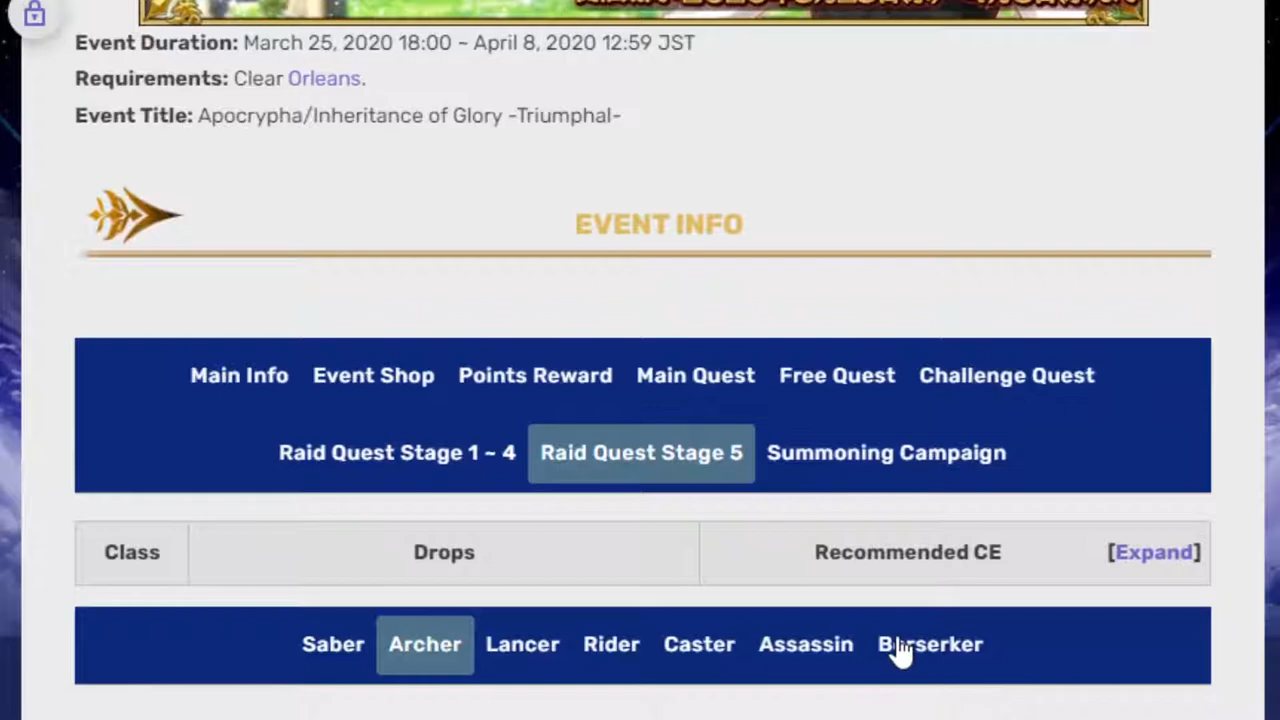 Event Duration: March 25, 2020 18:00 ~ April 8, 2020 12:59 JST
Requirements: Clear Orleans.
Event Title: Apocrypha/Inheritance of Glory -Triumphal-
EVENT INFO
Main Info Event Shop Points Reward Main Quest Free Quest Challenge Quest
Raid Quest Stage 1 ~ 4 Raid Quest Stage 5 Summoning Campaign
Class Drops Recommended CE [Expand]
Saber Archer Lancer Rider Caster Assassin Berserker